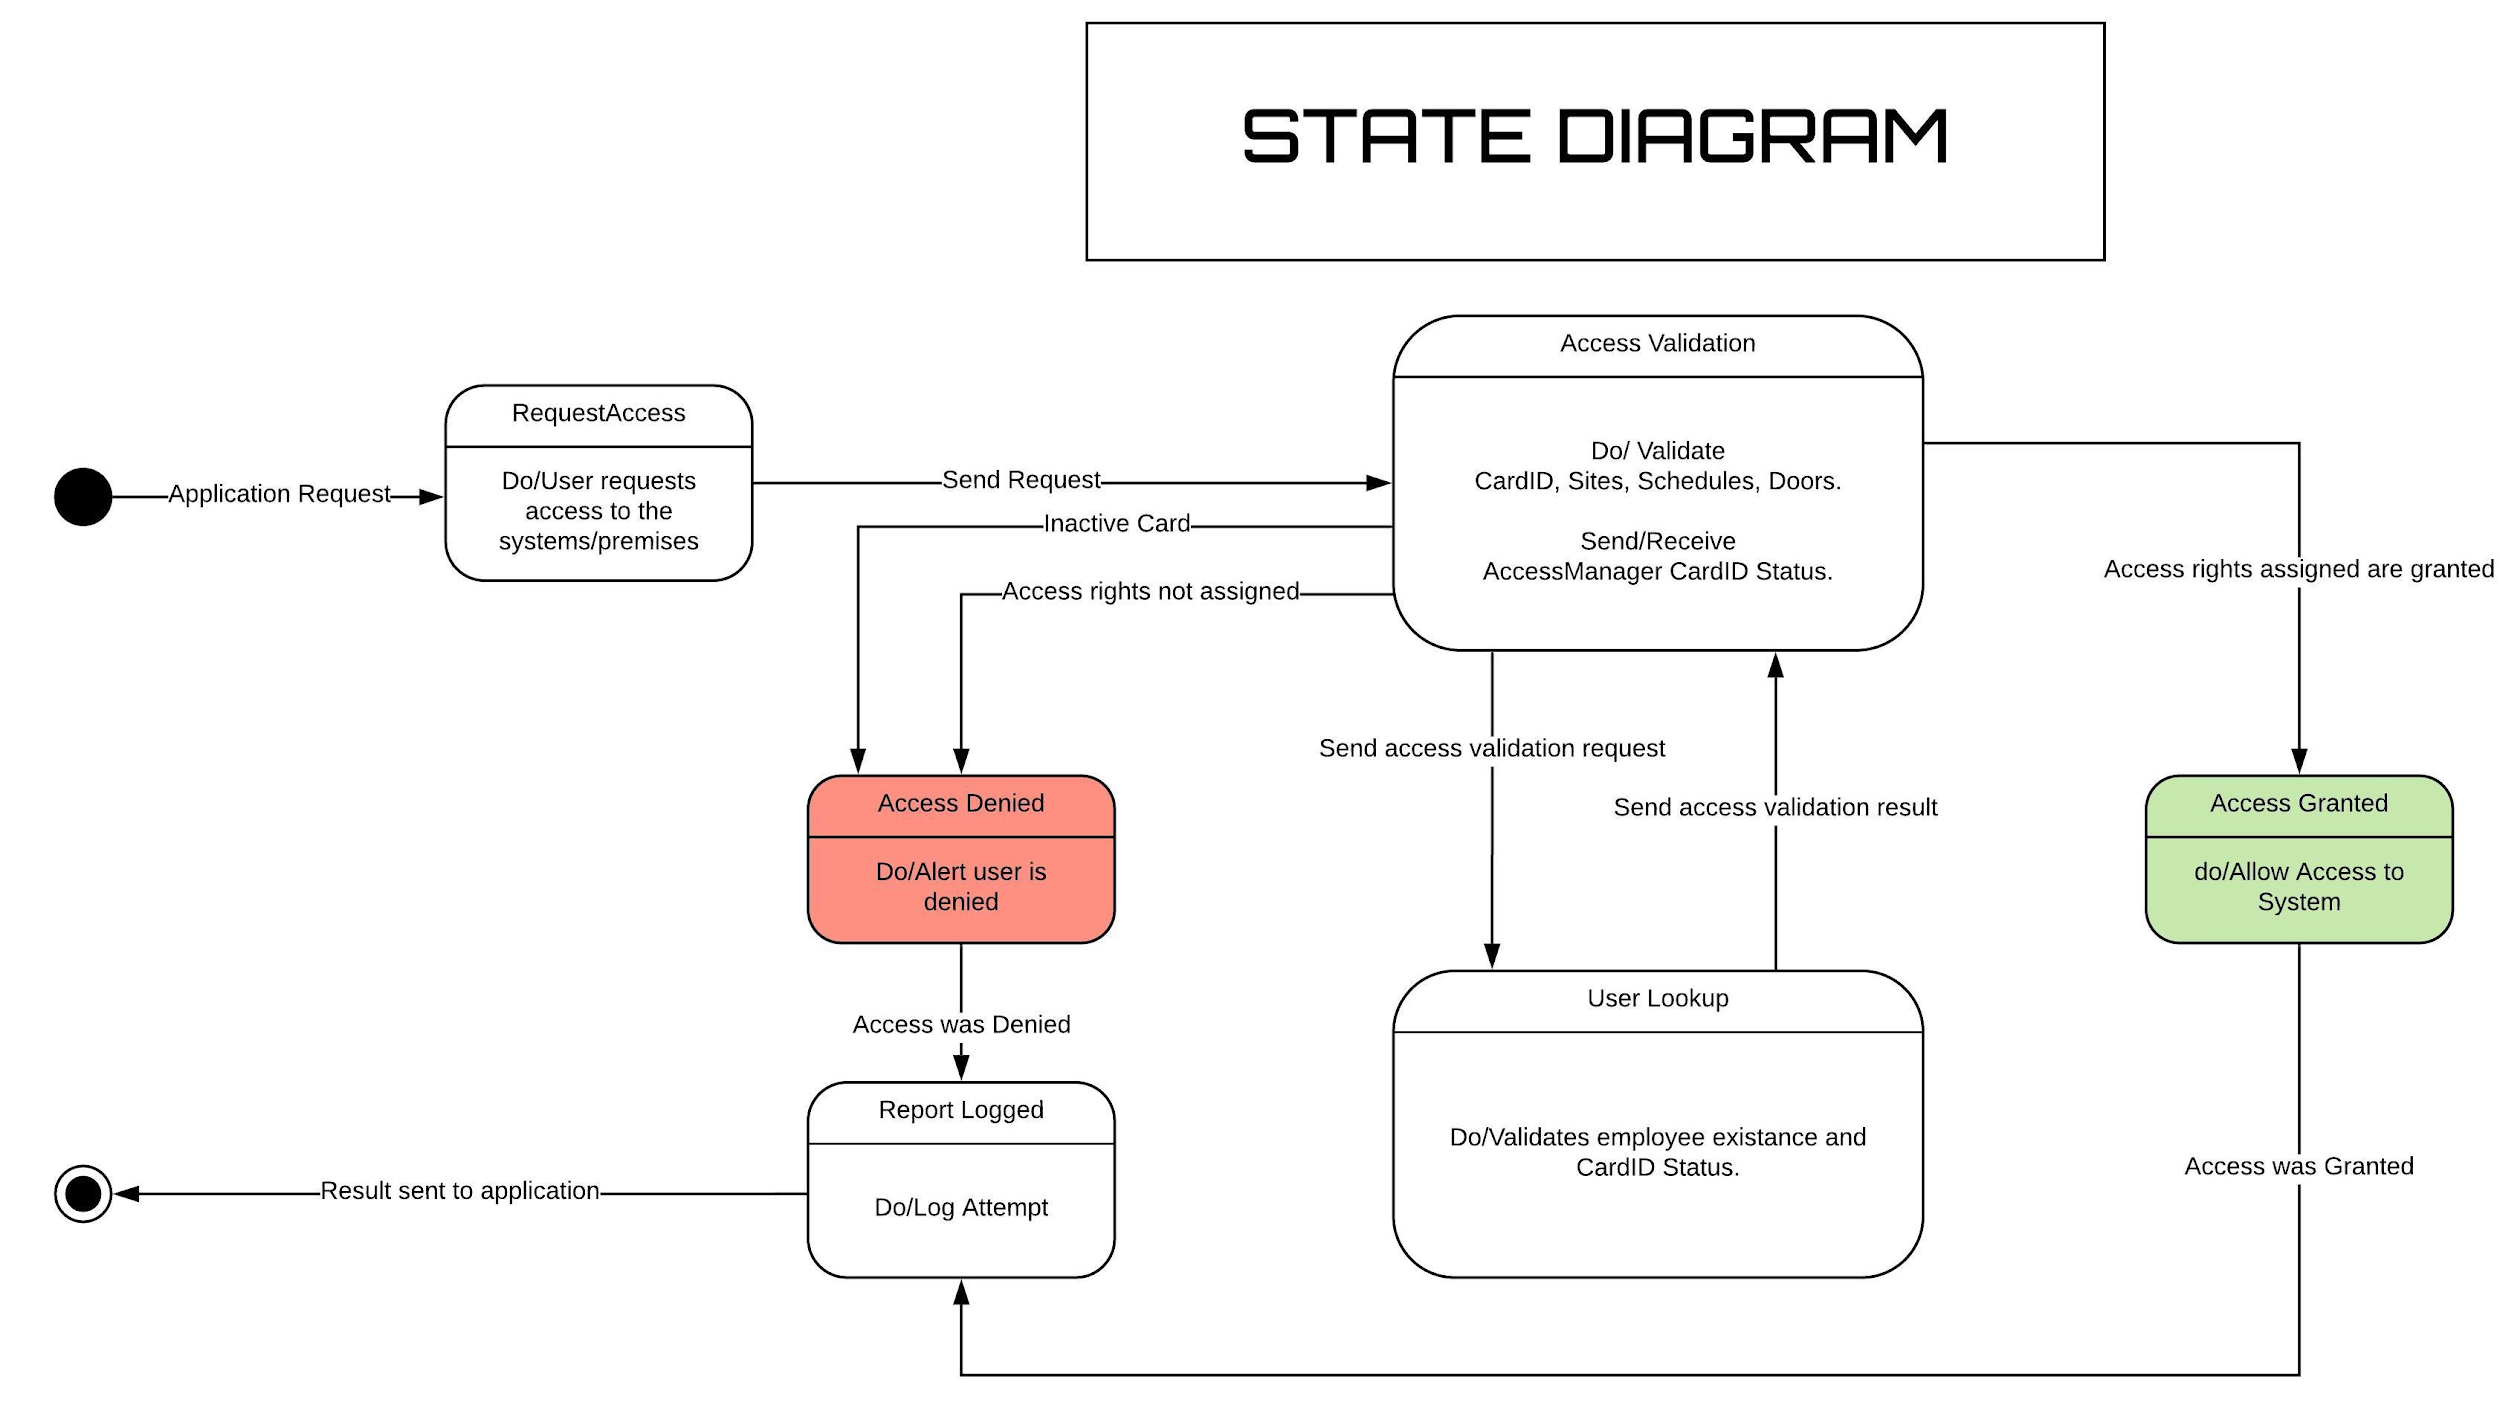 STATE DIAGRAM
Access Validation
Do/ Validate
CardID, Sites, Schedules, Doors.
Send/Receive
AccessManager CardID Status.
RequestAccess
Do/User requests
access to the
systems/premises
Application Request
Send Request
Inactive Card
Access rights not assigned
Access rights assigned are granted
Send access validation request
Send access validation result
Access Denied
Do/Alert user is
denied
Access Granted
do/Allow Access to
System
Access was Denied
User Lookup
Do/Validates employee existance and
CardID Status.
Report Logged
Do/Log Attempt
Access was Granted
Result sent to application